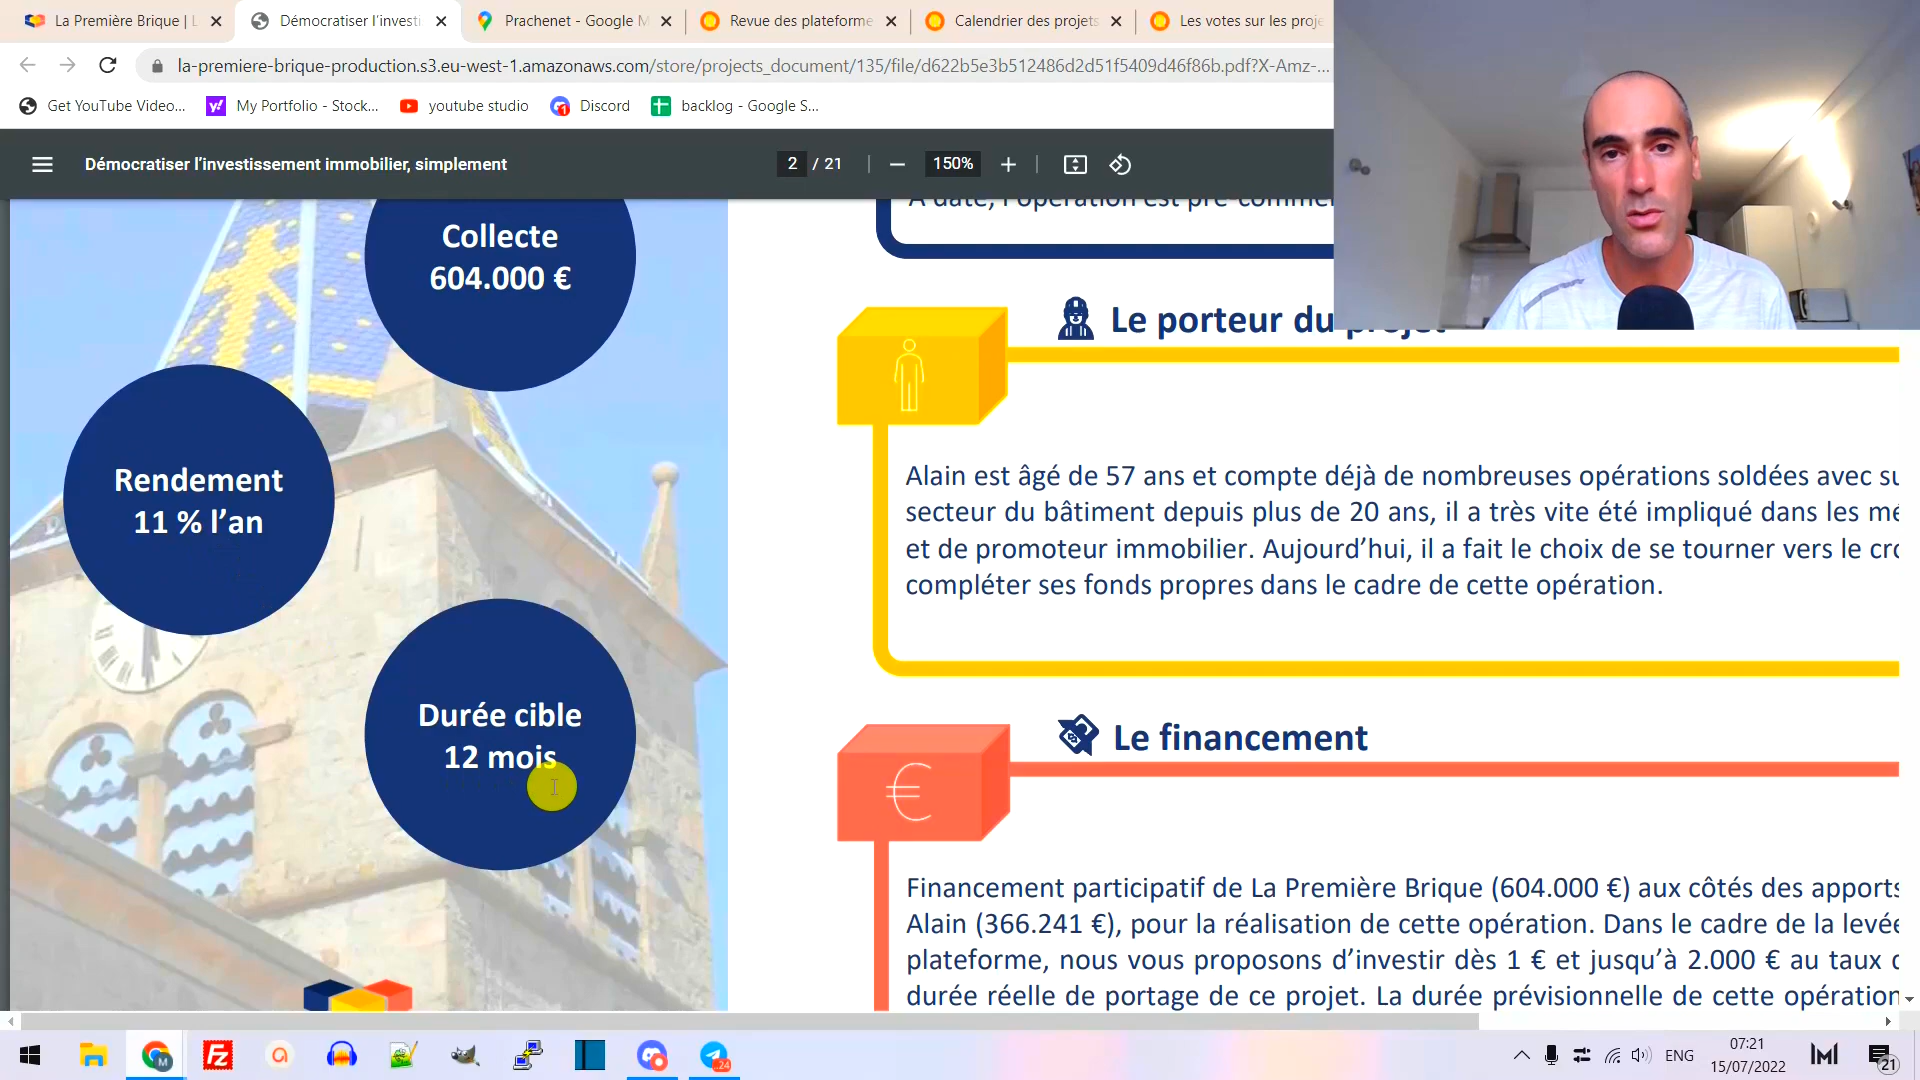 La Première Brique | L
Démocratiser l'investi
Prachenet - Google M
Revue des plateforme
Calendrier des projets
Les votes sur les proje
la-premiere-brique-production.s3.eu-west-1.amazonaws.com/store/projects_document/135/file/d622b5e3b512486d2d51f5409d46f86b.pdf?X-Amz-...
Get YouTube Video...
My Portfolio - Stock...
youtube studio
Discord
backlog - Google S...
Démocratiser l'investissement immobilier, simplement
2 / 21
150%
A date, l'opération est pré-commer
Collecte
604.000 €
Rendement
11 % l'an
Durée cible
12 mois
Le porteur du projet
Alain est âgé de 57 ans et compte déjà de nombreuses opérations soldées avec su
secteur du bâtiment depuis plus de 20 ans, il a très vite été impliqué dans les mé
et de promoteur immobilier. Aujourd'hui, il a fait le choix de se tourner vers le cro
compléter ses fonds propres dans le cadre de cette opération.
Le financement
€
Financement participatif de La Première Brique (604.000 €) aux côtés des apports
Alain (366.241 €), pour la réalisation de cette opération. Dans le cadre de la levée
plateforme, nous vous proposons d'investir dès 1 € et jusqu'à 2.000 € au taux d
durée réelle de portage de ce projet. La durée prévisionnelle de cette opération
ENG
07:21
15/07/2022
21